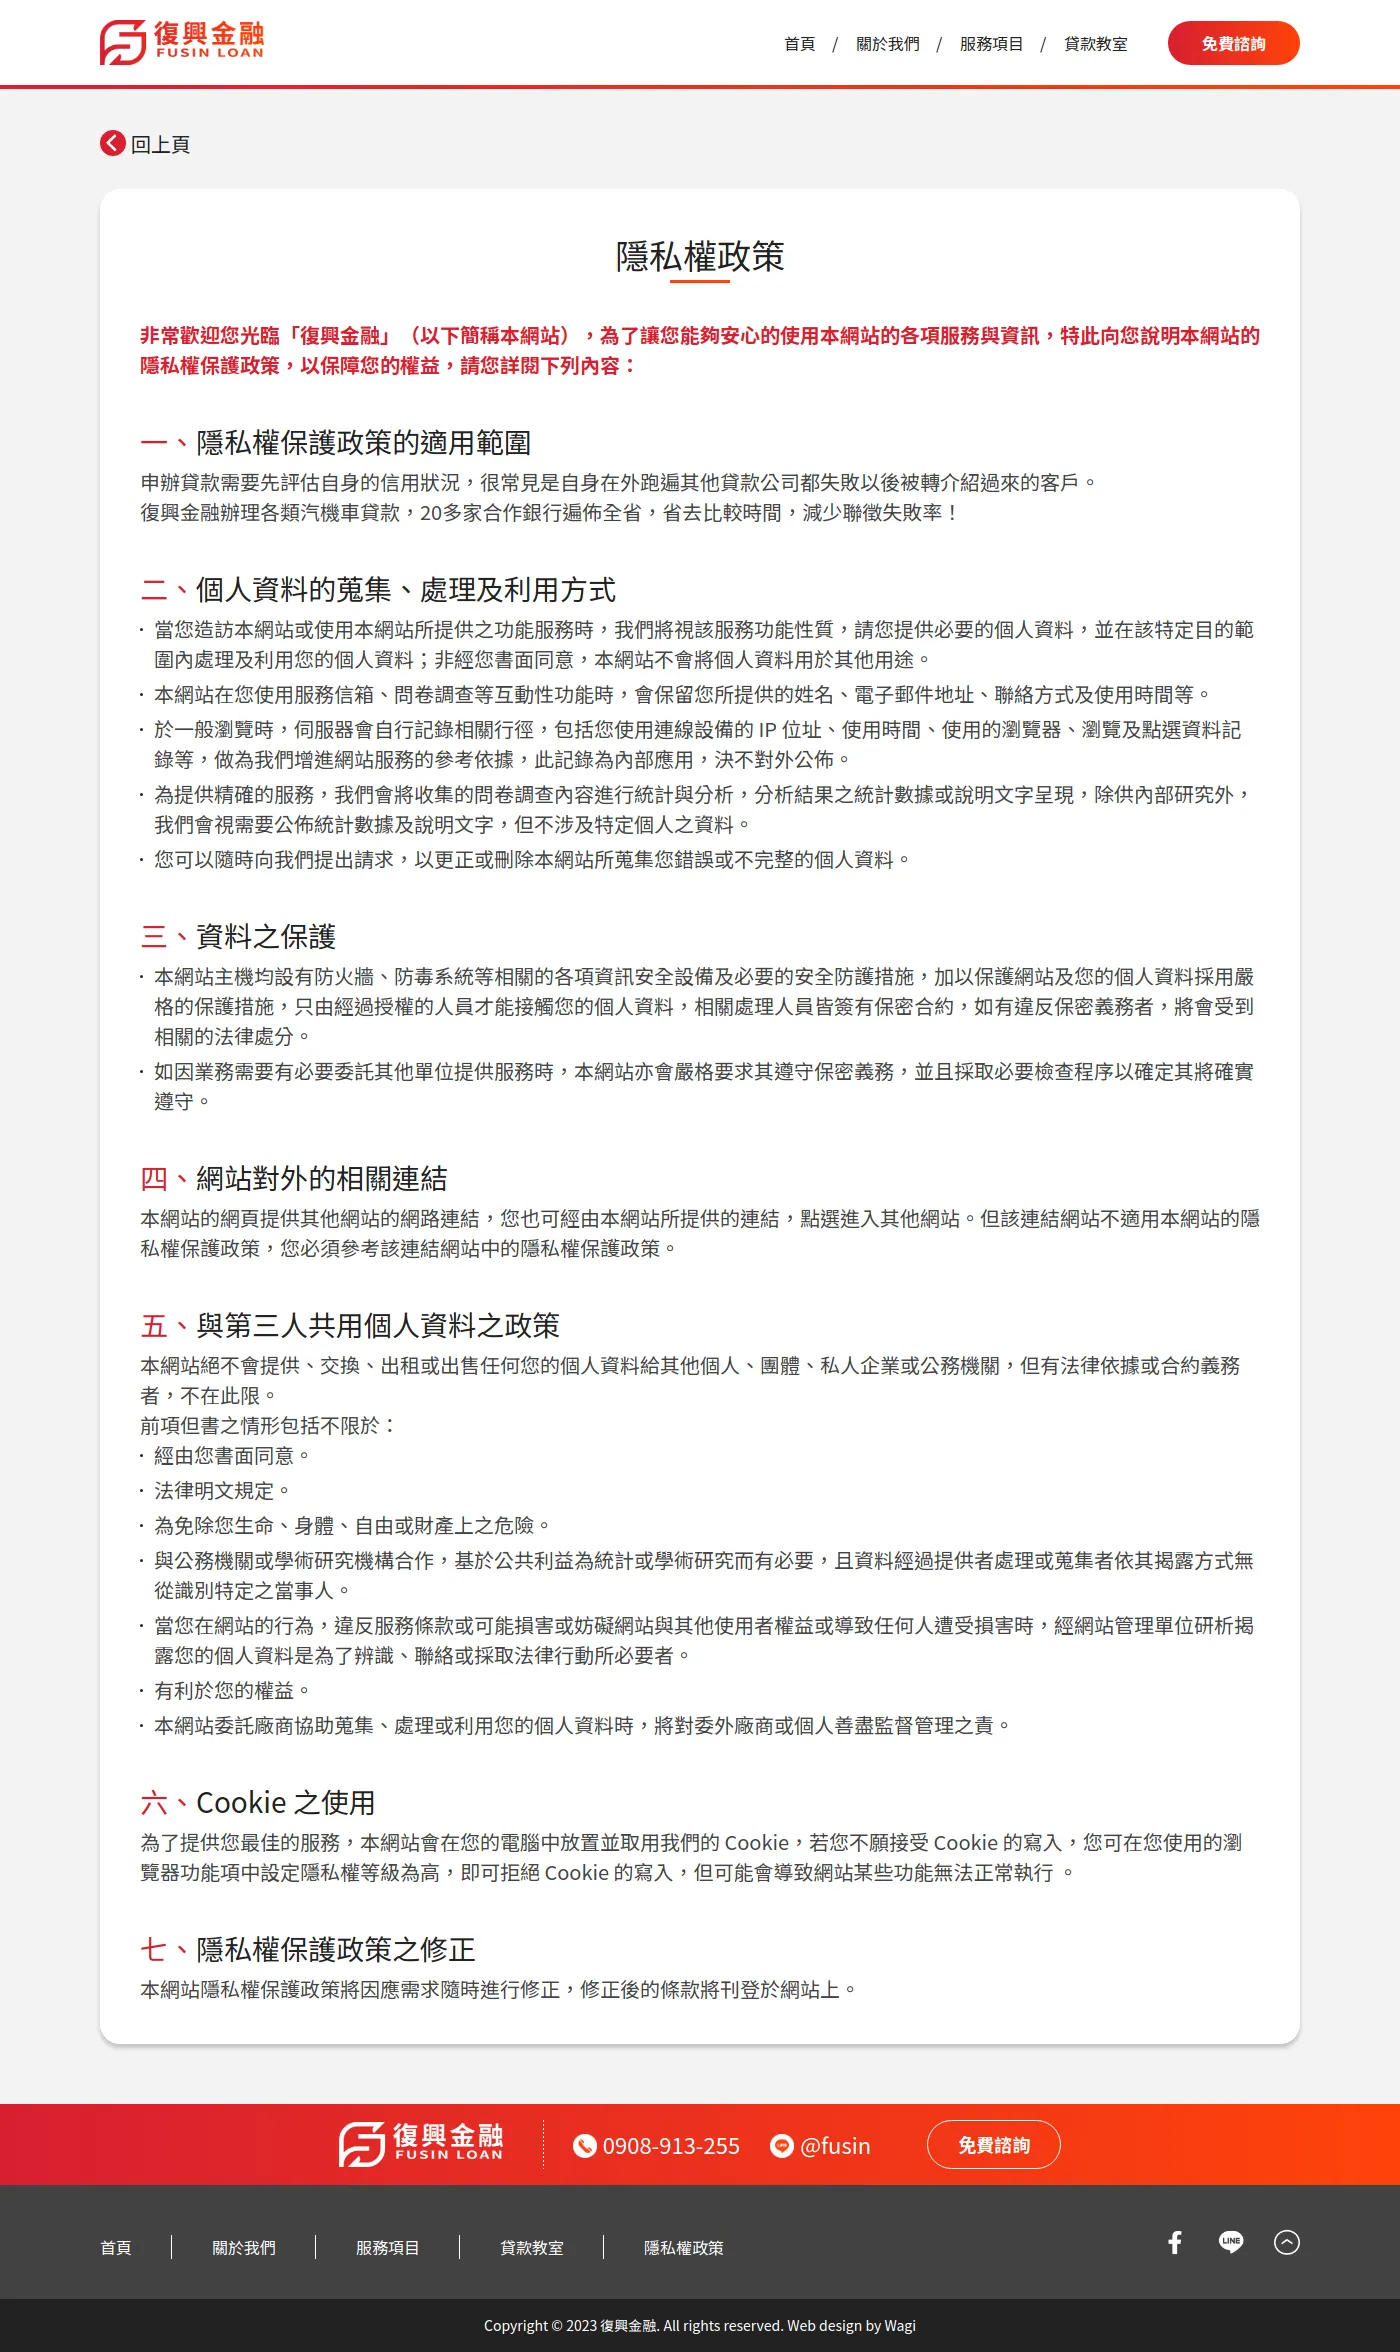 復興金融
FUSIN LOAN
首頁 / 關於我們 / 服務項目 / 貸款教室
免費諮詢
回上頁
隱私權政策
非常歡迎您光臨「復興金融」（以下簡稱本網站），為了讓您能夠安心的使用本網站的各項服務與資訊，特此向您說明本網站的
隱私權保護政策，以保障您的權益，請您詳閱下列內容：
一、隱私權保護政策的適用範圍
申辦貸款需要先評估自身的信用狀況，很常見是自身在外跑遍其他貸款公司都失敗以後被轉介紹過來的客戶。
復興金融辦理各類汽機車貸款，20多家合作銀行遍佈全省，省去比較時間，減少聯徵失敗率！
二、個人資料的蒐集、處理及利用方式
· 當您造訪本網站或使用本網站所提供之功能服務時，我們將視該服務功能性質，請您提供必要的個人資料，並在該特定目的範
圍內處理及利用您的個人資料；非經您書面同意，本網站不會將個人資料用於其他用途。
· 本網站在您使用服務信箱、問卷調查等互動性功能時，會保留您所提供的姓名、電子郵件地址、聯絡方式及使用時間等。
· 於一般瀏覽時，伺服器會自行記錄相關行徑，包括您使用連線設備的 IP 位址、使用時間、使用的瀏覽器、瀏覽及點選資料記
錄等，做為我們增進網站服務的參考依據，此記錄為內部應用，決不對外公佈。
· 為提供精確的服務，我們會將收集的問卷調查內容進行統計與分析，分析結果之統計數據或說明文字呈現，除供內部研究外，
我們會視需要公佈統計數據及說明文字，但不涉及特定個人之資料。
· 您可以隨時向我們提出請求，以更正或刪除本網站所蒐集您錯誤或不完整的個人資料。
三、資料之保護
· 本網站主機均設有防火牆、防毒系統等相關的各項資訊安全設備及必要的安全防護措施，加以保護網站及您的個人資料採用嚴
格的保護措施，只由經過授權的人員才能接觸您的個人資料，相關處理人員皆簽有保密合約，如有違反保密義務者，將會受到
相關的法律處分。
· 如因業務需要有必要委託其他單位提供服務時，本網站亦會嚴格要求其遵守保密義務，並且採取必要檢查程序以確定其將確實
遵守。
四、網站對外的相關連結
本網站的網頁提供其他網站的網路連結，您也可經由本網站所提供的連結，點選進入其他網站。但該連結網站不適用本網站的隱
私權保護政策，您必須參考該連結網站中的隱私權保護政策。
五、與第三人共用個人資料之政策
本網站絕不會提供、交換、出租或出售任何您的個人資料給其他個人、團體、私人企業或公務機關，但有法律依據或合約義務
者，不在此限。
前項但書之情形包括不限於：
· 經由您書面同意。
· 法律明文規定。
· 為免除您生命、身體、自由或財產上之危險。
· 與公務機關或學術研究機構合作，基於公共利益為統計或學術研究而有必要，且資料經過提供者處理或蒐集者依其揭露方式無
從識別特定之當事人。
· 當您在網站的行為，違反服務條款或可能損害或妨礙網站與其他使用者權益或導致任何人遭受損害時，經網站管理單位研析揭
露您的個人資料是為了辨識、聯絡或採取法律行動所必要者。
· 有利於您的權益。
· 本網站委託廠商協助蒐集、處理或利用您的個人資料時，將對委外廠商或個人善盡監督管理之責。
六、Cookie 之使用
為了提供您最佳的服務，本網站會在您的電腦中放置並取用我們的 Cookie，若您不願接受 Cookie 的寫入，您可在您使用的瀏
覽器功能項中設定隱私權等級為高，即可拒絕 Cookie 的寫入，但可能會導致網站某些功能無法正常執行 。
七、隱私權保護政策之修正
本網站隱私權保護政策將因應需求隨時進行修正，修正後的條款將刊登於網站上。
復興金融
FUSIN LOAN
0908-913-255
@fusin
免費諮詢
首頁 關於我們 服務項目 貸款教室 隱私權政策
LINE
Copyright © 2023 復興金融. All rights reserved. Web design by Wagi